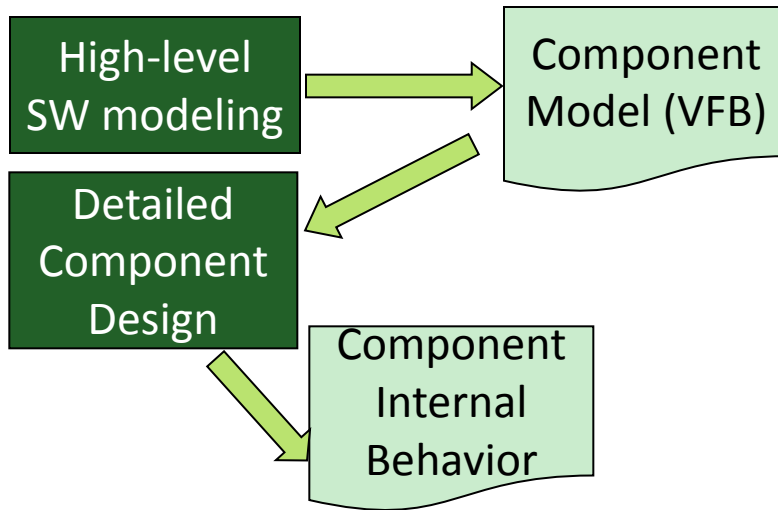 High-level
SW modeling
Component
Model (VFB)
Detailed
Component
Design
Component
Internal
Behavior